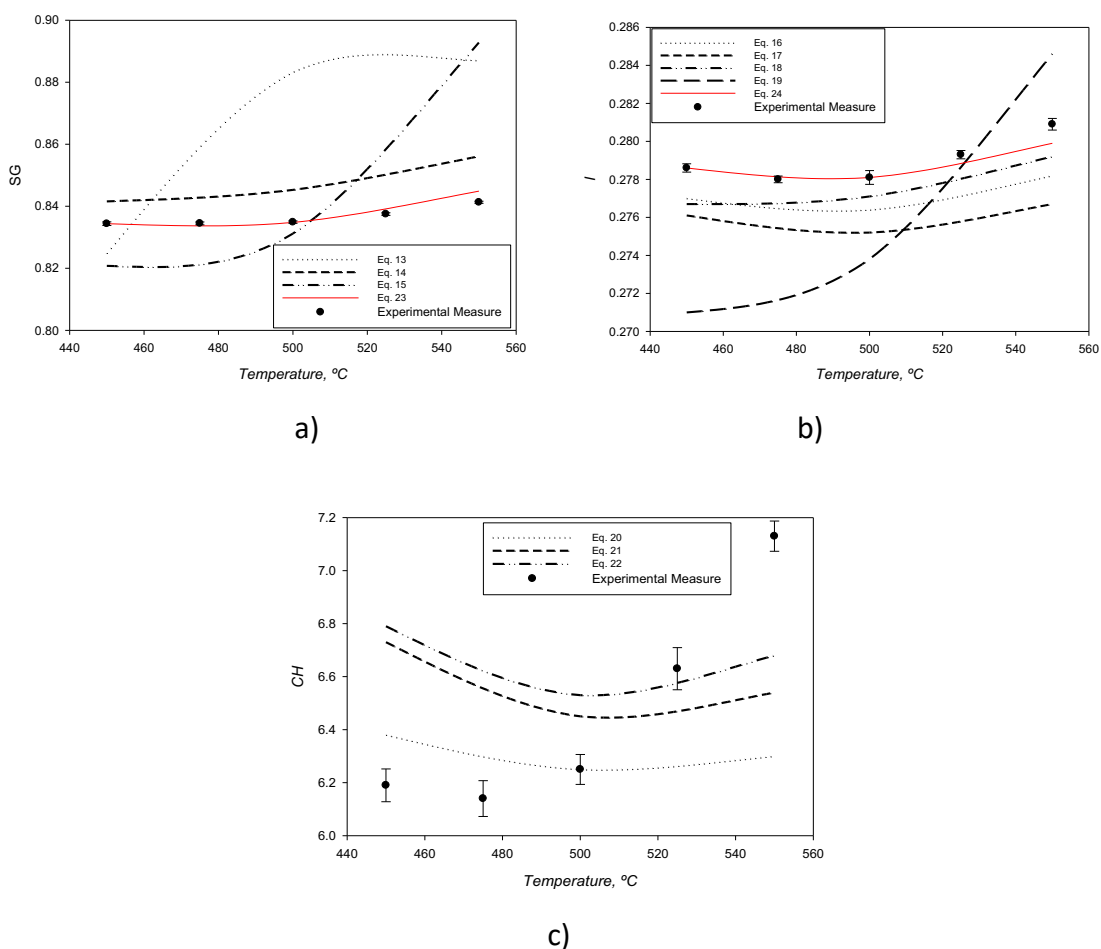 0.90
0.88
0.86
0.84
0.82
0.80
SG
Eq. 13
Eq. 14
Eq. 15
Eq. 23
Experimental Measure
440 460 480 500 520 540 560
Temperature, ºC
a)
0.286
0.284
0.282
0.280
0.278
0.276
0.274
0.272
0.270
I
Eq. 16
Eq. 17
Eq. 18
Eq. 19
Eq. 24
Experimental Measure
440 460 480 500 520 540 560
Temperature, ºC
b)
7.2
7.0
6.8
6.6
6.4
6.2
6.0
CH
Eq. 20
Eq. 21
Eq. 22
Experimental Measure
440 460 480 500 520 540 560
Temperature, ºC
c)